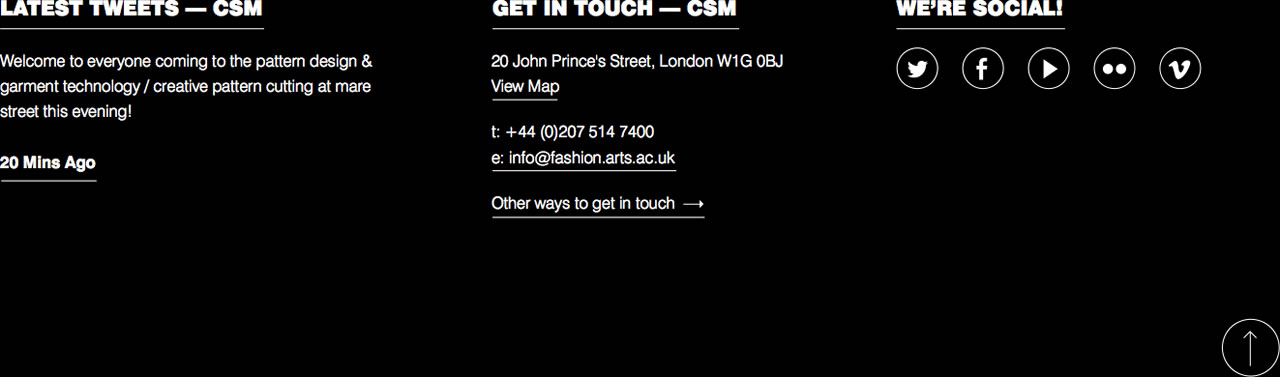 LATEST TWEETS — CSM
Welcome to everyone coming to the pattern design &
garment technology / creative pattern cutting at mare
street this evening!
20 Mins Ago
GET IN TOUCH — CSM
20 John Prince's Street, London W1G 0BJ
View Map
t: +44 (0)207 514 7400
e: info@fashion.arts.ac.uk
Other ways to get in touch →
WE'RE SOCIAL!